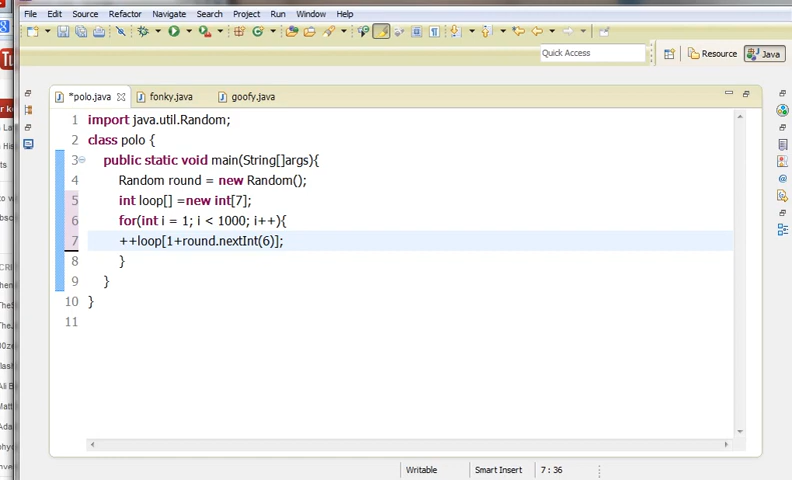 File Edit Source Refactor Navigate Search Project Run Window Help
Quick Access
Resource
Java
*polo.java
fonky.java
goofy.java
1 import java.util.Random;
2 class polo {
3 public static void main(String[]args){
4 Random round = new Random();
5 int loop[] =new int[7];
6 for(int i = 1; i < 1000; i++){
7 ++loop[1+round.nextInt(6)];
8 }
9 }
10 }
11
Writable
Smart Insert
7 : 36